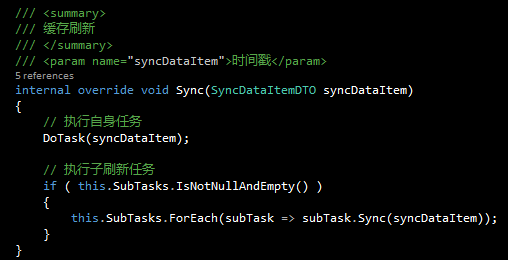 /// <summary>
/// 缓存刷新
/// </summary>
/// <param name="syncDataItem">时间戳</param>
5 references
internal override void Sync(SyncDataItemDTO syncDataItem)
{
// 执行自身任务
DoTask(syncDataItem);
// 执行子刷新任务
if ( this.SubTasks.IsNotNullAndEmpty() )
{
this.SubTasks.ForEach(subTask => subTask.Sync(syncDataItem));
}
}